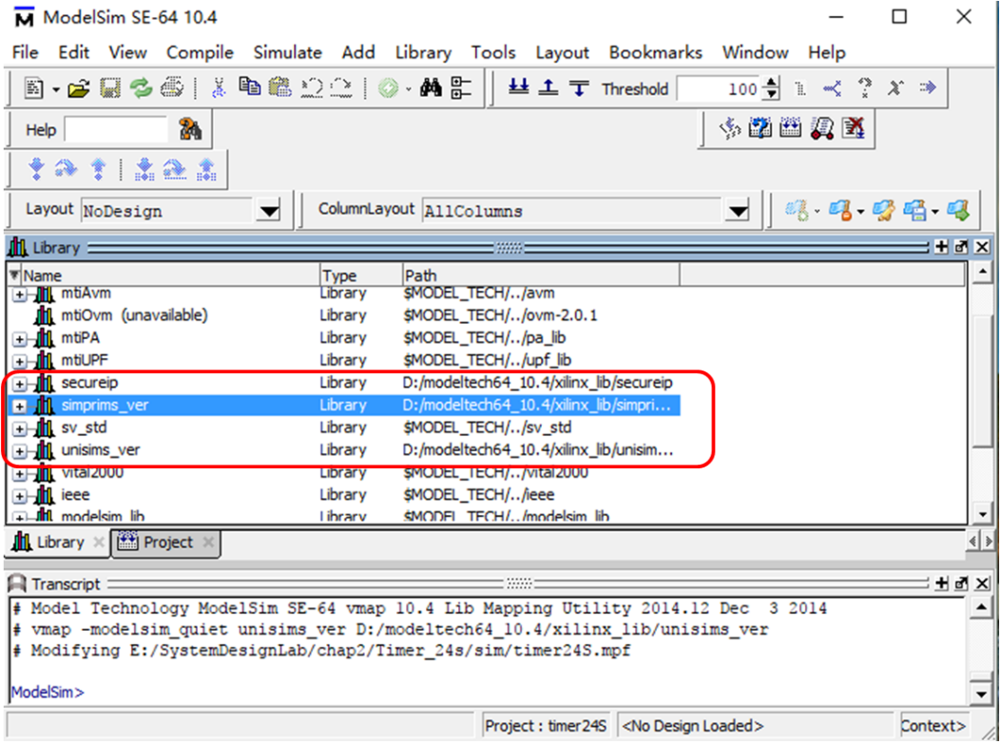 ModelSim SE-64 10.4
File Edit View Compile Simulate Add Library Tools Layout Bookmarks Window Help
Threshold 100
Help
Layout NoDesign ColumnLayout AllColumns
Library
Name Type Path
mtiAvm Library $MODEL_TECH/../avm
mtiOvm (unavailable) Library $MODEL_TECH/../ovm-2.0.1
mtiPA Library $MODEL_TECH/../pa_lib
mtiUPF Library $MODEL_TECH/../upf_lib
secureip Library D:/modeltech64_10.4/xilinx_lib/secureip
simprims_ver Library D:/modeltech64_10.4/xilinx_lib/simpri...
sv_std Library $MODEL_TECH/../sv_std
unisims_ver Library D:/modeltech64_10.4/xilinx_lib/unisim...
vital2000 Library $MODEL_TECH/../vital2000
ieee Library $MODEL_TECH/../ieee
modelsim_lib Library $MODEL_TECH/../modelsim_lib
Library Project
Transcript
# Model Technology ModelSim SE-64 vmap 10.4 Lib Mapping Utility 2014.12 Dec  3 2014
# vmap -modelsim_quiet unisims_ver D:/modeltech64_10.4/xilinx_lib/unisims_ver
# Modifying E:/SystemDesignLab/chap2/Timer_24s/sim/timer24S.mpf
ModelSim>
Project : timer24S <No Design Loaded> Context>